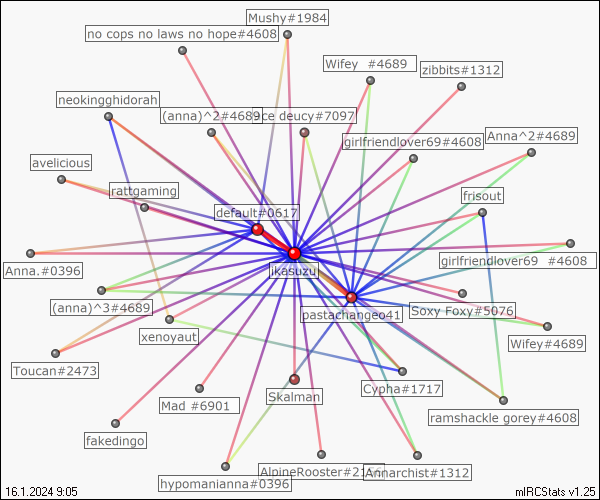 Mushy#1984
no cops no laws no hope#4608
Wifey #4689
zibbits#1312
neokingghidorah
(anna)^2#4689
ce deucy#7097
girlfriendlover69#4608
Anna^2#4689
avelicious
rattgaming
frisout
default#0617
ikasuzu
Anna.#0396
girlfriendlover69 #4608
(anna)^3#4689
pastachangeo41
Soxy Foxy#5076
xenoyaut
Wifey#4689
Toucan#2473
Cypha#1717
Skalman
Mad #6901
ramshackle gorey#4608
fakedingo
hypomanianna#0396
AlpineRooster#21
Annarchist#1312
16.1.2024 9:05
mIRCStats v1.25